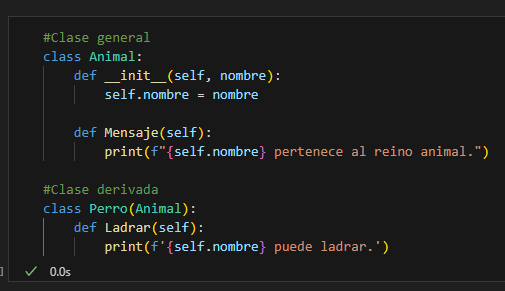 #Clase general
class Animal:
    def __init__(self, nombre):
        self.nombre = nombre

    def Mensaje(self):
        print(f"{self.nombre} pertenece al reino animal.")

#Clase derivada
class Perro(Animal):
    def Ladrar(self):
        print(f'{self.nombre} puede ladrar.')
] ✓ 0.0s